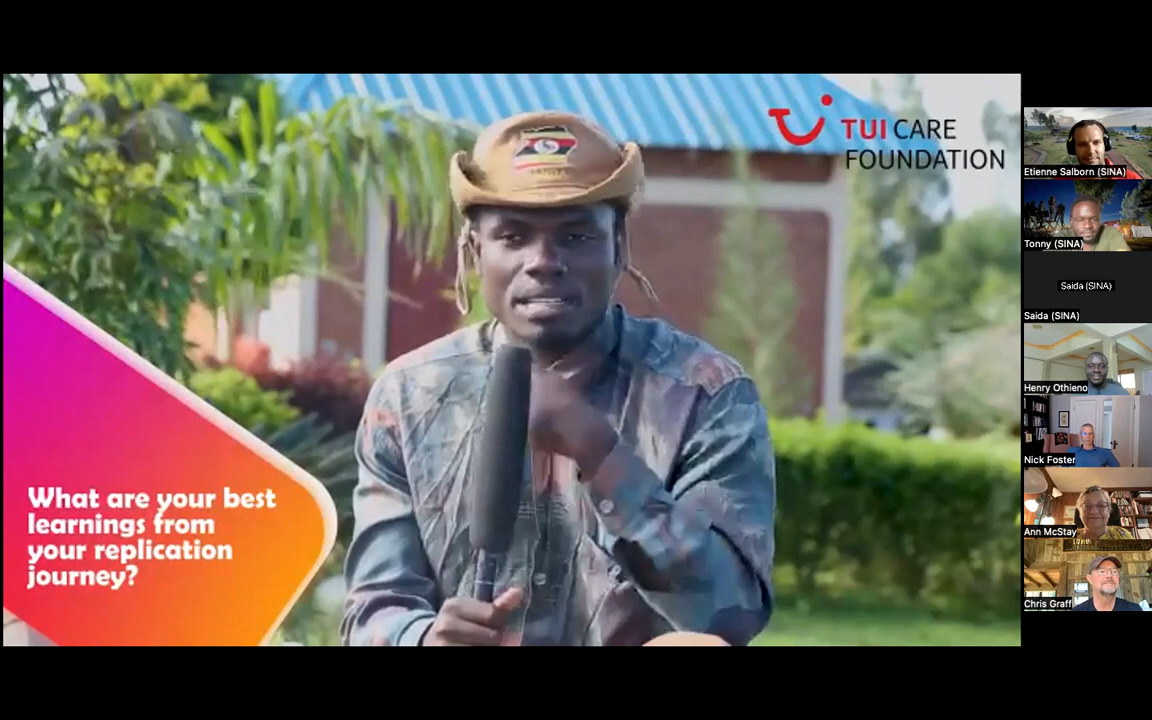 TUI CARE
FOUNDATION
What are your best
learnings from
your replication
journey?
Etienne Salborn (SINA)
Tonny (SINA)
Saida (SINA)
Saida (SINA)
Henry Othieno
Nick Foster
Ann McStay
Chris Graff